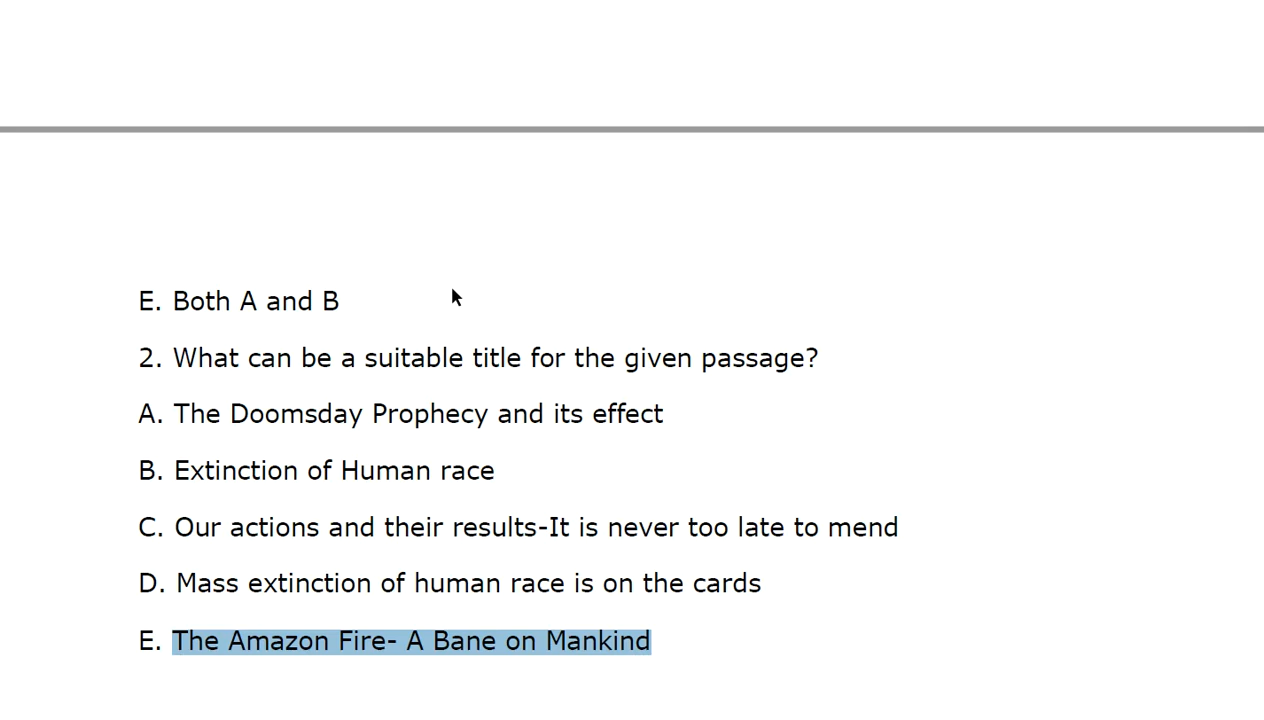 E. Both A and B
2. What can be a suitable title for the given passage?
A. The Doomsday Prophecy and its effect
B. Extinction of Human race
C. Our actions and their results-It is never too late to mend
D. Mass extinction of human race is on the cards
E. The Amazon Fire- A Bane on Mankind